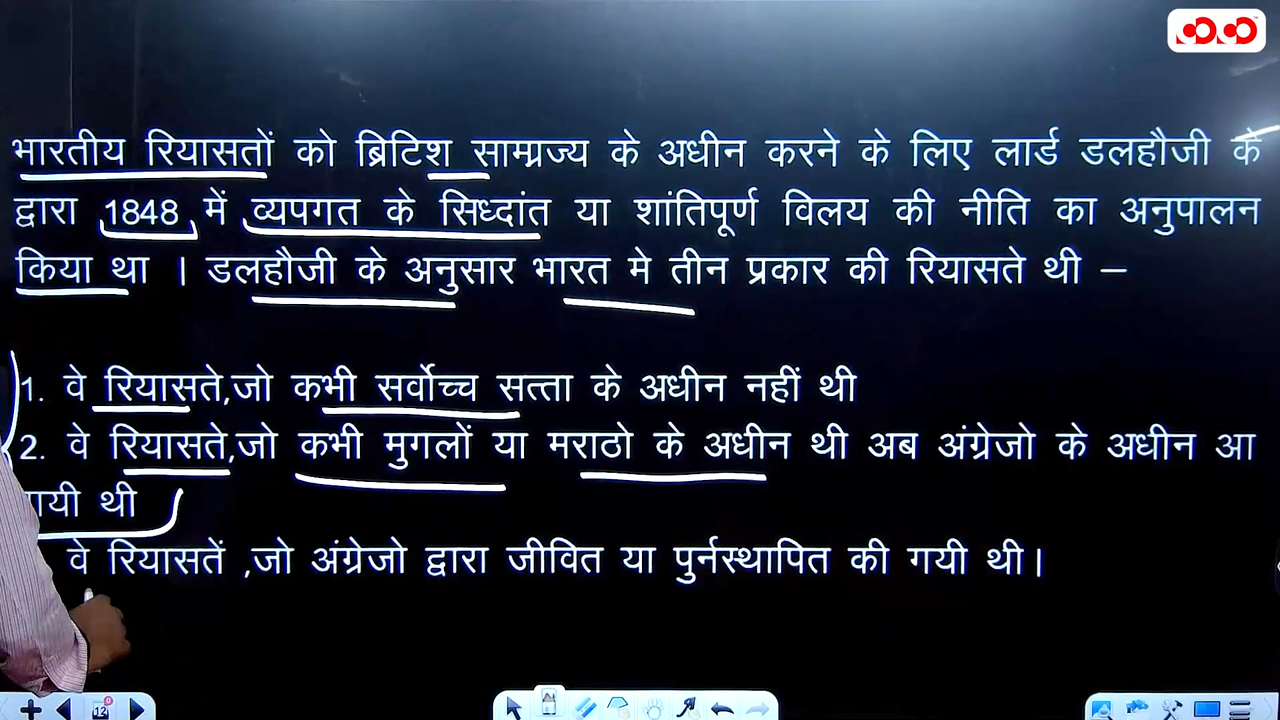 भारतीय रियासतों को ब्रिटिश साम्राज्य के अधीन करने के लिए लार्ड डलहौजी के
द्वारा 1848 में व्यपगत के सिध्दांत या शांतिपूर्ण विलय की नीति का अनुपालन
किया था । डलहौजी के अनुसार भारत मे तीन प्रकार की रियासते थी –
1. वे रियासते,जो कभी सर्वोच्च सत्ता के अधीन नहीं थी
2. वे रियासते,जो कभी मुगलों या मराठो के अधीन थी अब अंग्रेजो के अधीन आ
थी
वे रियासतें ,जो अंग्रेजो द्वारा जीवित या पुर्नस्थापित की गयी थी।